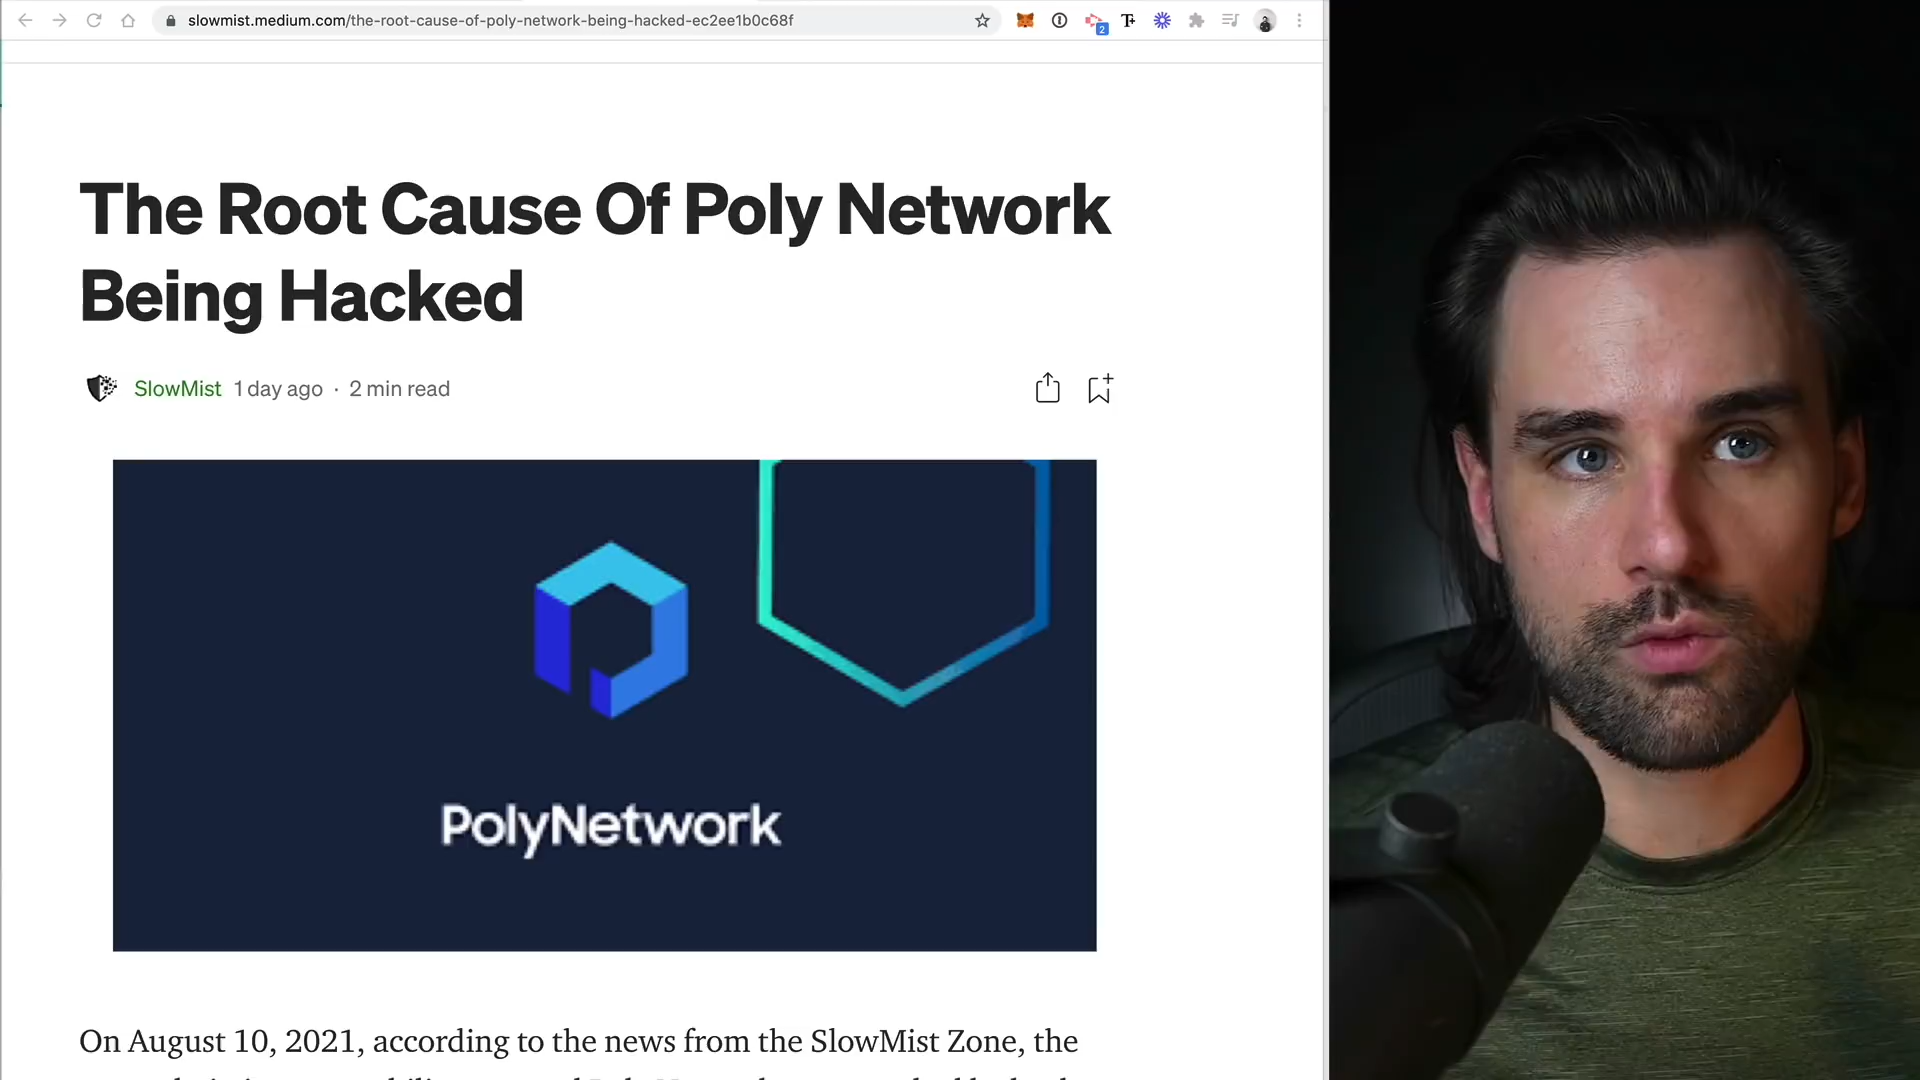 slowmist.medium.com/the-root-cause-of-poly-network-being-hacked-ec2ee1b0c68f
2
The Root Cause Of Poly Network
Being Hacked
SlowMist 1 day ago · 2 min read
PolyNetwork
On August 10, 2021, according to the news from the SlowMist Zone, the